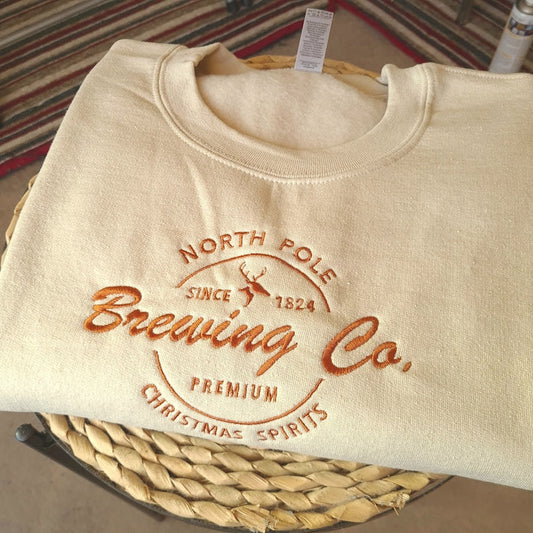 NORTH POLE
SINCE 1824
Brewing Co.
PREMIUM
CHRISTMAS SPIRITS